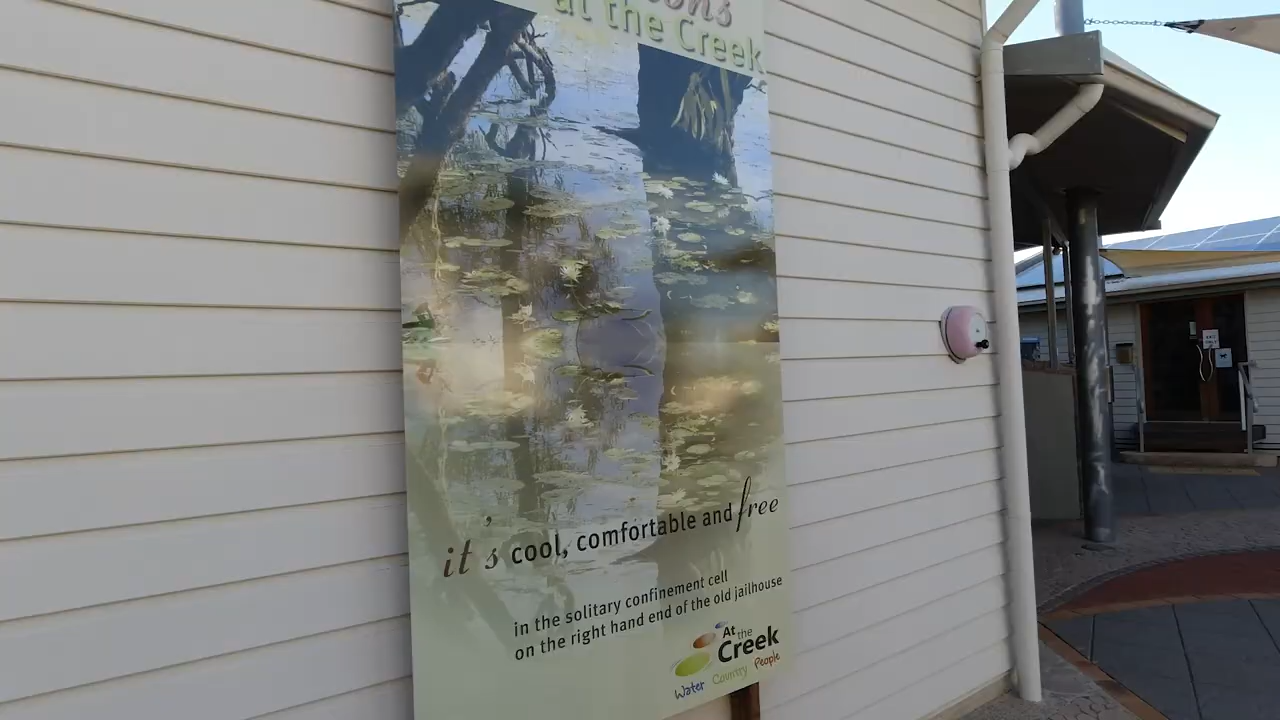 at the Creek
it's cool, comfortable and free
in the solitary confinement cell
on the right hand end of the old jailhouse
At the
Creek
Water Country People